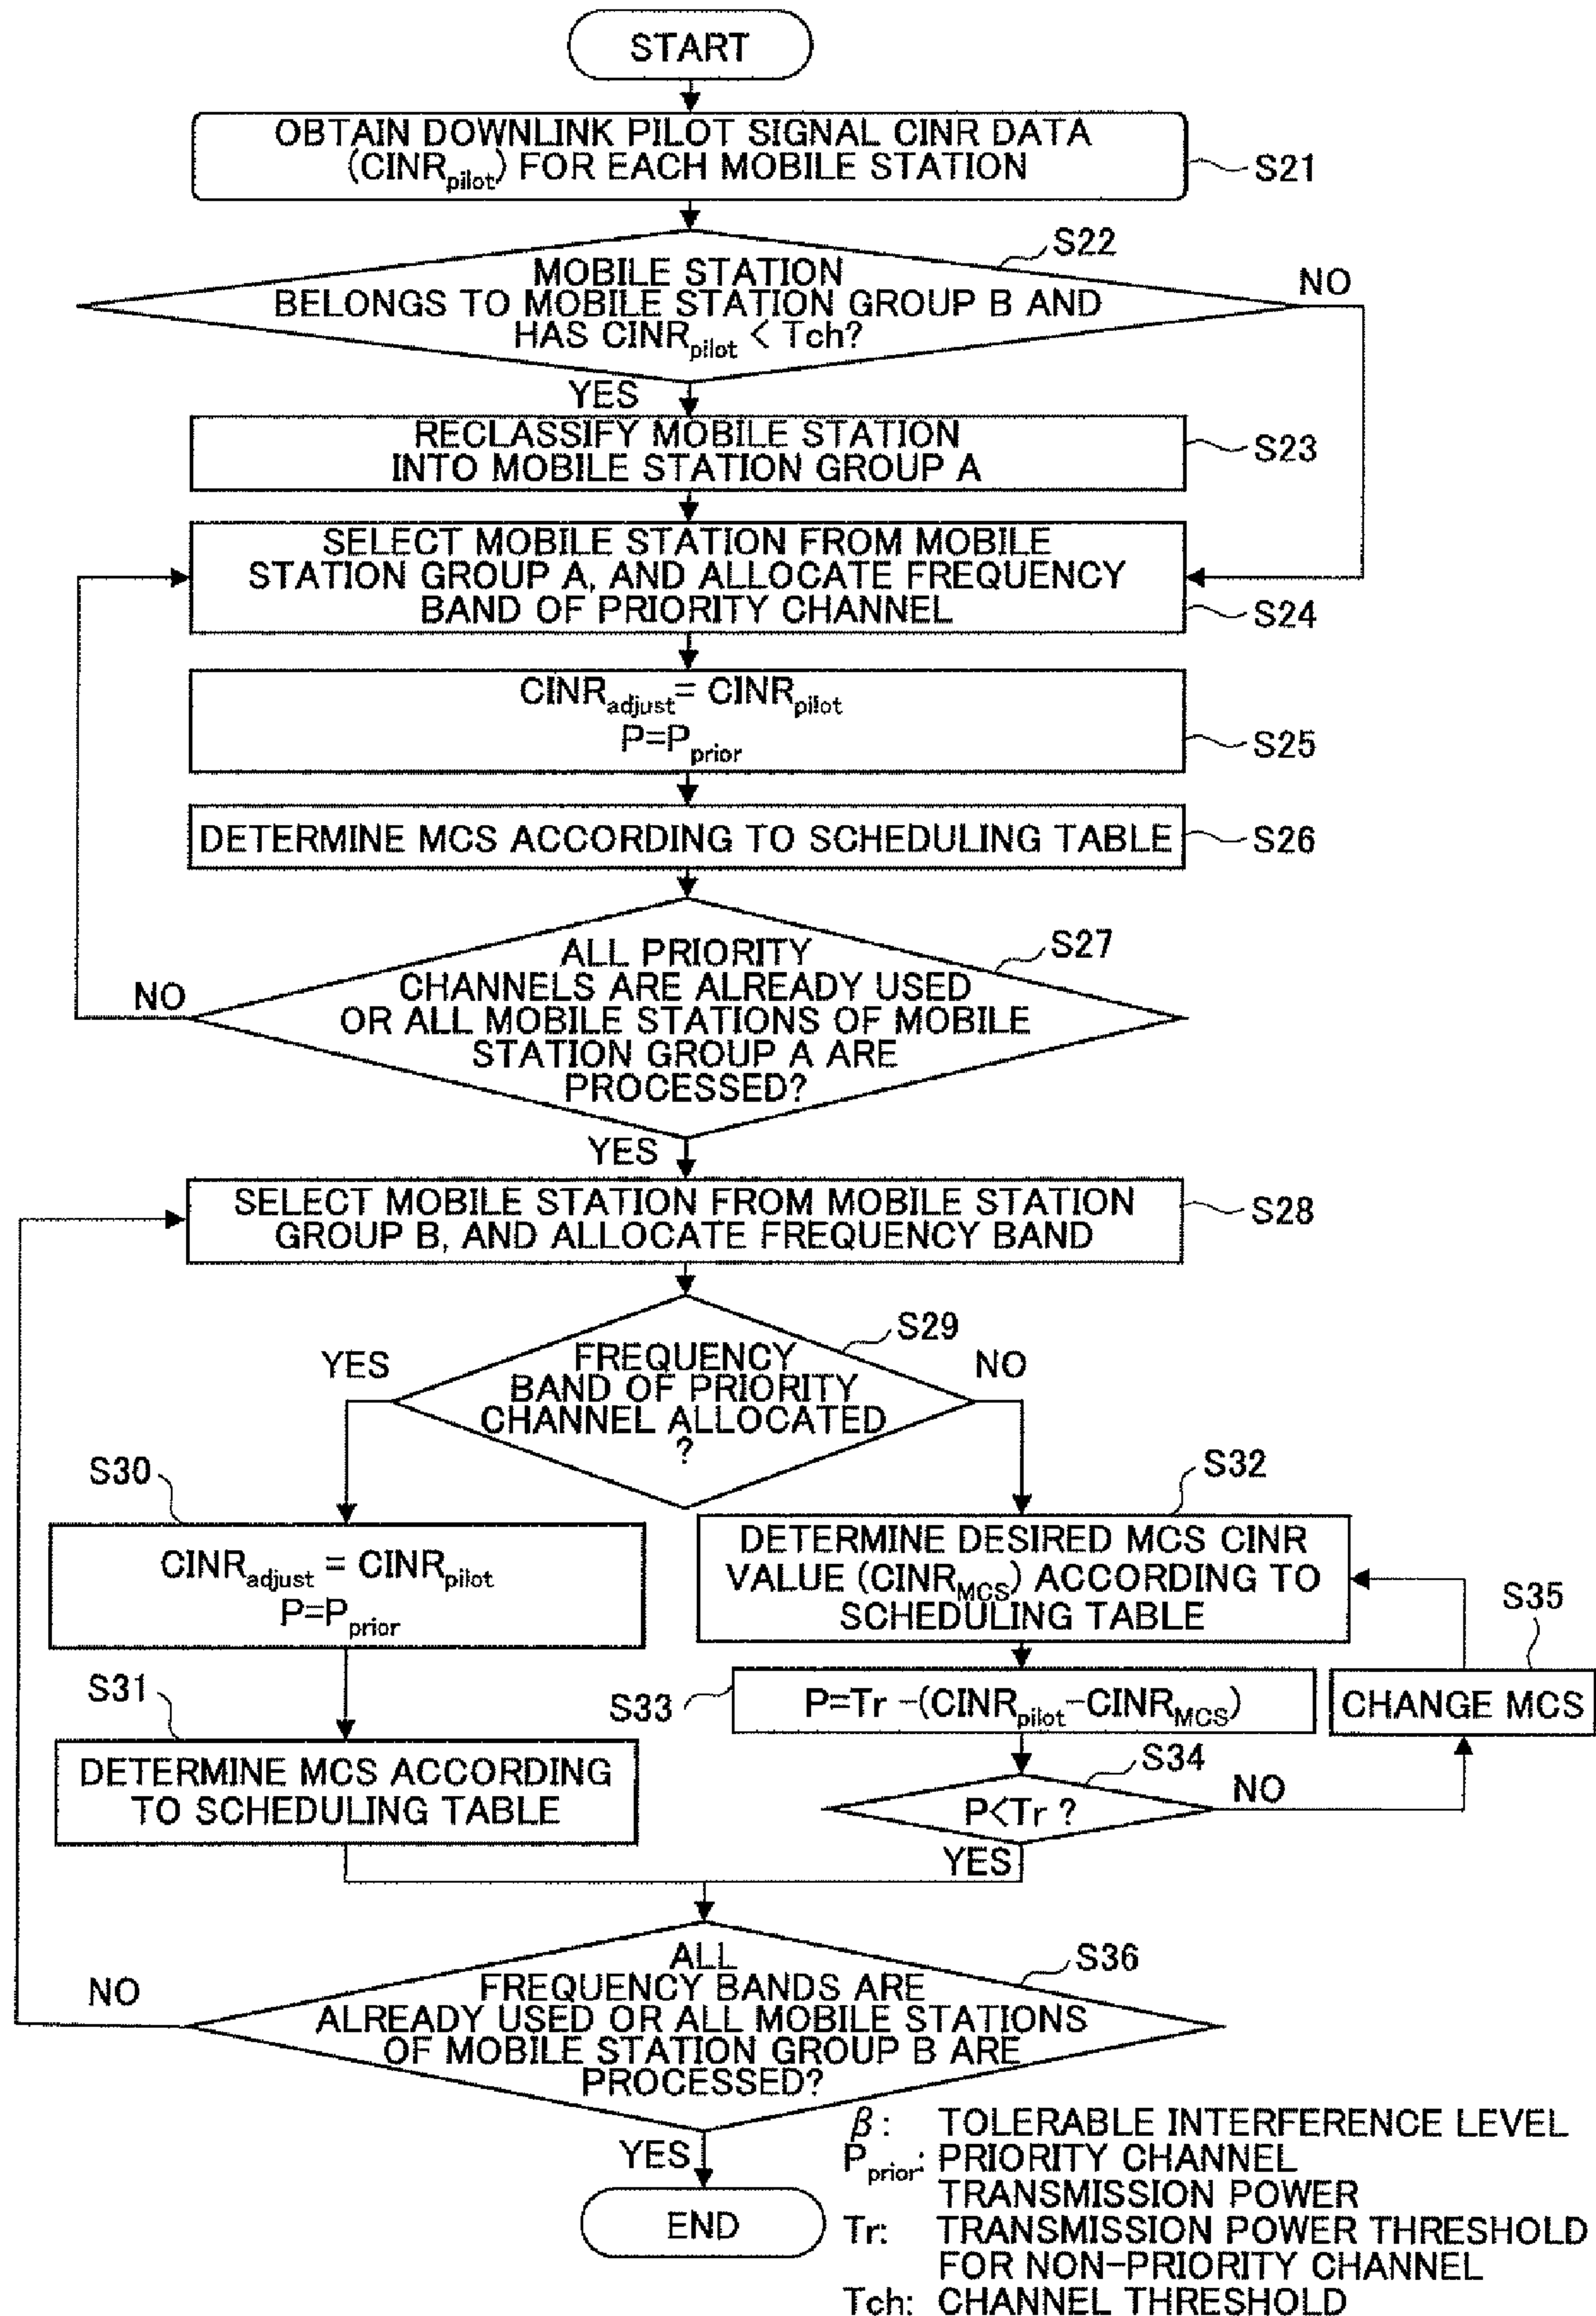 START
OBTAIN DOWNLINK PILOT SIGNAL CINR DATA
(CINRpilot) FOR EACH MOBILE STATION
S21
S22
MOBILE STATION
BELONGS TO MOBILE STATION GROUP B AND
HAS CINRpilot < Tch?
NO
YES
RECLASSIFY MOBILE STATION
INTO MOBILE STATION GROUP A
S23
SELECT MOBILE STATION FROM MOBILE
STATION GROUP A, AND ALLOCATE FREQUENCY
BAND OF PRIORITY CHANNEL
S24
CINRadjust= CINRpilot
P=Pprior
S25
DETERMINE MCS ACCORDING TO SCHEDULING TABLE
S26
S27
ALL PRIORITY
CHANNELS ARE ALREADY USED
OR ALL MOBILE STATIONS OF MOBILE
STATION GROUP A ARE
PROCESSED?
NO
YES
SELECT MOBILE STATION FROM MOBILE STATION
GROUP B, AND ALLOCATE FREQUENCY BAND
S28
S29
FREQUENCY
BAND OF PRIORITY
CHANNEL ALLOCATED
?
YES
NO
S30
CINRadjust = CINRpilot
P=Pprior
S31
DETERMINE MCS ACCORDING
TO SCHEDULING TABLE
S32
DETERMINE DESIRED MCS CINR
VALUE (CINRMCS) ACCORDING TO
SCHEDULING TABLE
S33
P=Tr -(CINRpilot-CINRMCS)
S34
P<Tr ?
NO
YES
S35
CHANGE MCS
S36
ALL
FREQUENCY BANDS ARE
ALREADY USED OR ALL MOBILE STATIONS
OF MOBILE STATION GROUP B ARE
PROCESSED?
NO
YES
END
β: TOLERABLE INTERFERENCE LEVEL
Pprior: PRIORITY CHANNEL
TRANSMISSION POWER
Tr: TRANSMISSION POWER THRESHOLD
FOR NON-PRIORITY CHANNEL
Tch: CHANNEL THRESHOLD